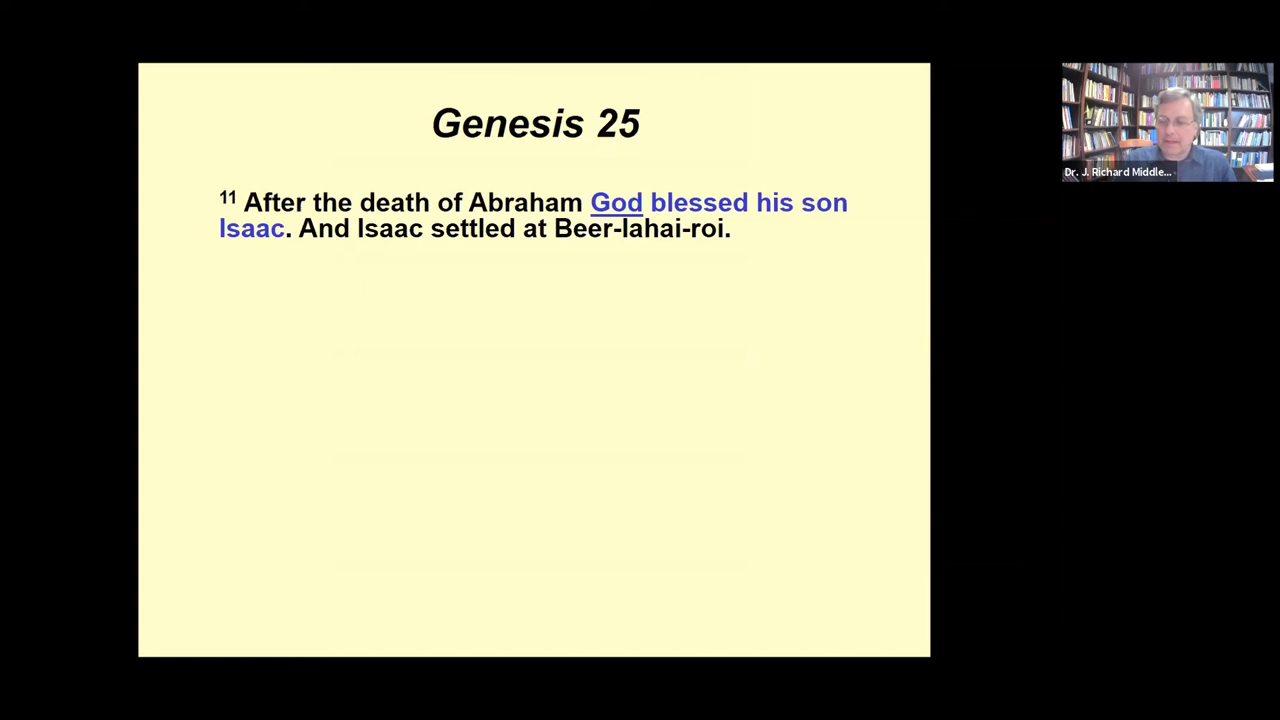 Genesis 25
11 After the death of Abraham God blessed his son
Isaac. And Isaac settled at Beer-lahai-roi.
Dr. J. Richard Middle...